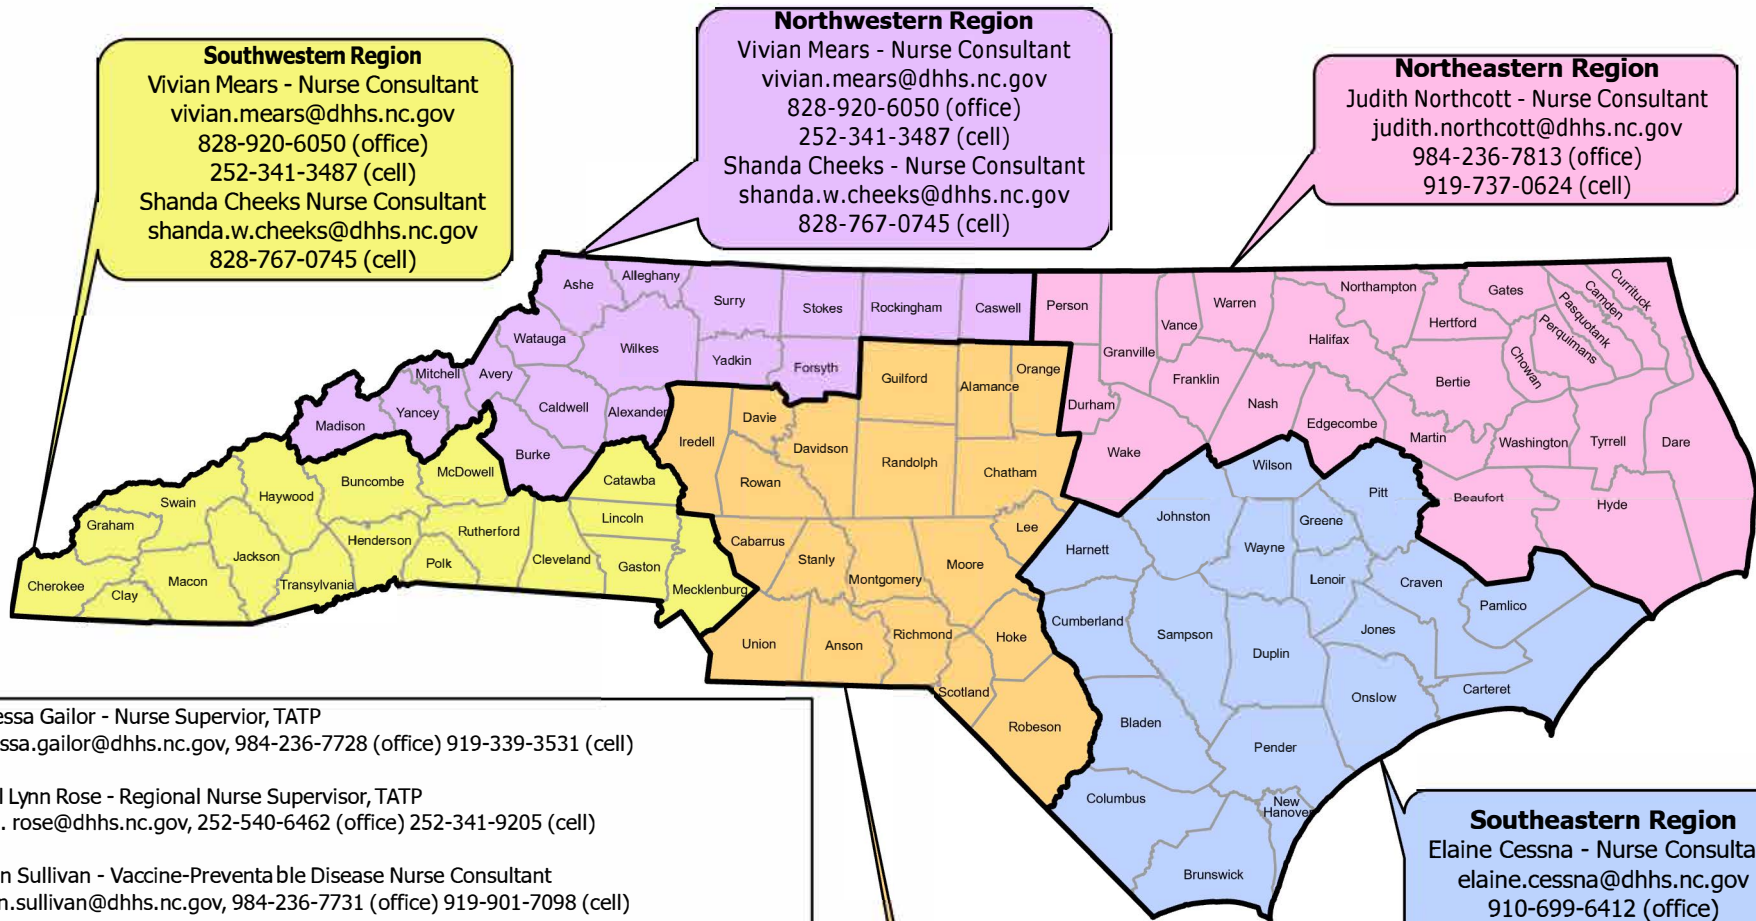 Southwestern Region
Vivian Mears - Nurse Consultant
vivian.mears@dhhs.nc.gov
828-920-6050 (office)
252-341-3487 (cell)
Shanda Cheeks Nurse Consultant
shanda.w.cheeks@dhhs.nc.gov
828-767-0745 (cell)
Northwestern Region
Vivian Mears - Nurse Consultant
vivian.mears@dhhs.nc.gov
828-920-6050 (office)
252-341-3487 (cell)
Shanda Cheeks - Nurse Consultant
shanda.w.cheeks@dhhs.nc.gov
828-767-0745 (cell)
Northeastern Region
Judith Northcott - Nurse Consultant
judith.northcott@dhhs.nc.gov
984-236-7813 (office)
919-737-0624 (cell)
Ashe
Alleghany
Surry
Stokes
Rockingham
Caswell
Watauga
Wilkes
Yadkin
Forsyth
Mitchell
Avery
Yancey
Madison
Caldwell
Alexander
Burke
Person
Granville
Vance
Warren
Northampton
Gates
Currituck
Camden
Pasquotank
Perquimans
Hertford
Halifax
Chowan
Bertie
Franklin
Durham
Nash
Edgecombe
Wake
Martin
Washington
Tyrrell
Dare
Beaufort
Hyde
Guilford
Alamance
Orange
Iredell
Davie
Davidson
Randolph
Chatham
Rowan
Cabarrus
Stanly
Montgomery
Moore
Lee
Union
Anson
Richmond
Hoke
Scotland
Robeson
McDowell
Buncombe
Haywood
Swain
Graham
Cherokee
Clay
Macon
Jackson
Transylvania
Henderson
Polk
Rutherford
Cleveland
Catawba
Lincoln
Gaston
Mecklenburg
Wilson
Pitt
Johnston
Greene
Wayne
Harnett
Lenoir
Craven
Pamlico
Cumberland
Sampson
Jones
Duplin
Onslow
Carteret
Bladen
Pender
Columbus
New
Hanover
Brunswick
essa Gailor - Nurse Supervior, TATP
ssa.gailor@dhhs.nc.gov, 984-236-7728 (office) 919-339-3531 (cell)
l Lynn Rose - Regional Nurse Supervisor, TATP
. rose@dhhs.nc.gov, 252-540-6462 (office) 252-341-9205 (cell)
n Sullivan - Vaccine-Preventable Disease Nurse Consultant
n.sullivan@dhhs.nc.gov, 984-236-7731 (office) 919-901-7098 (cell)
Southeastern Region
Elaine Cessna - Nurse Consulta
elaine.cessna@dhhs.nc.gov
910-699-6412 (office)